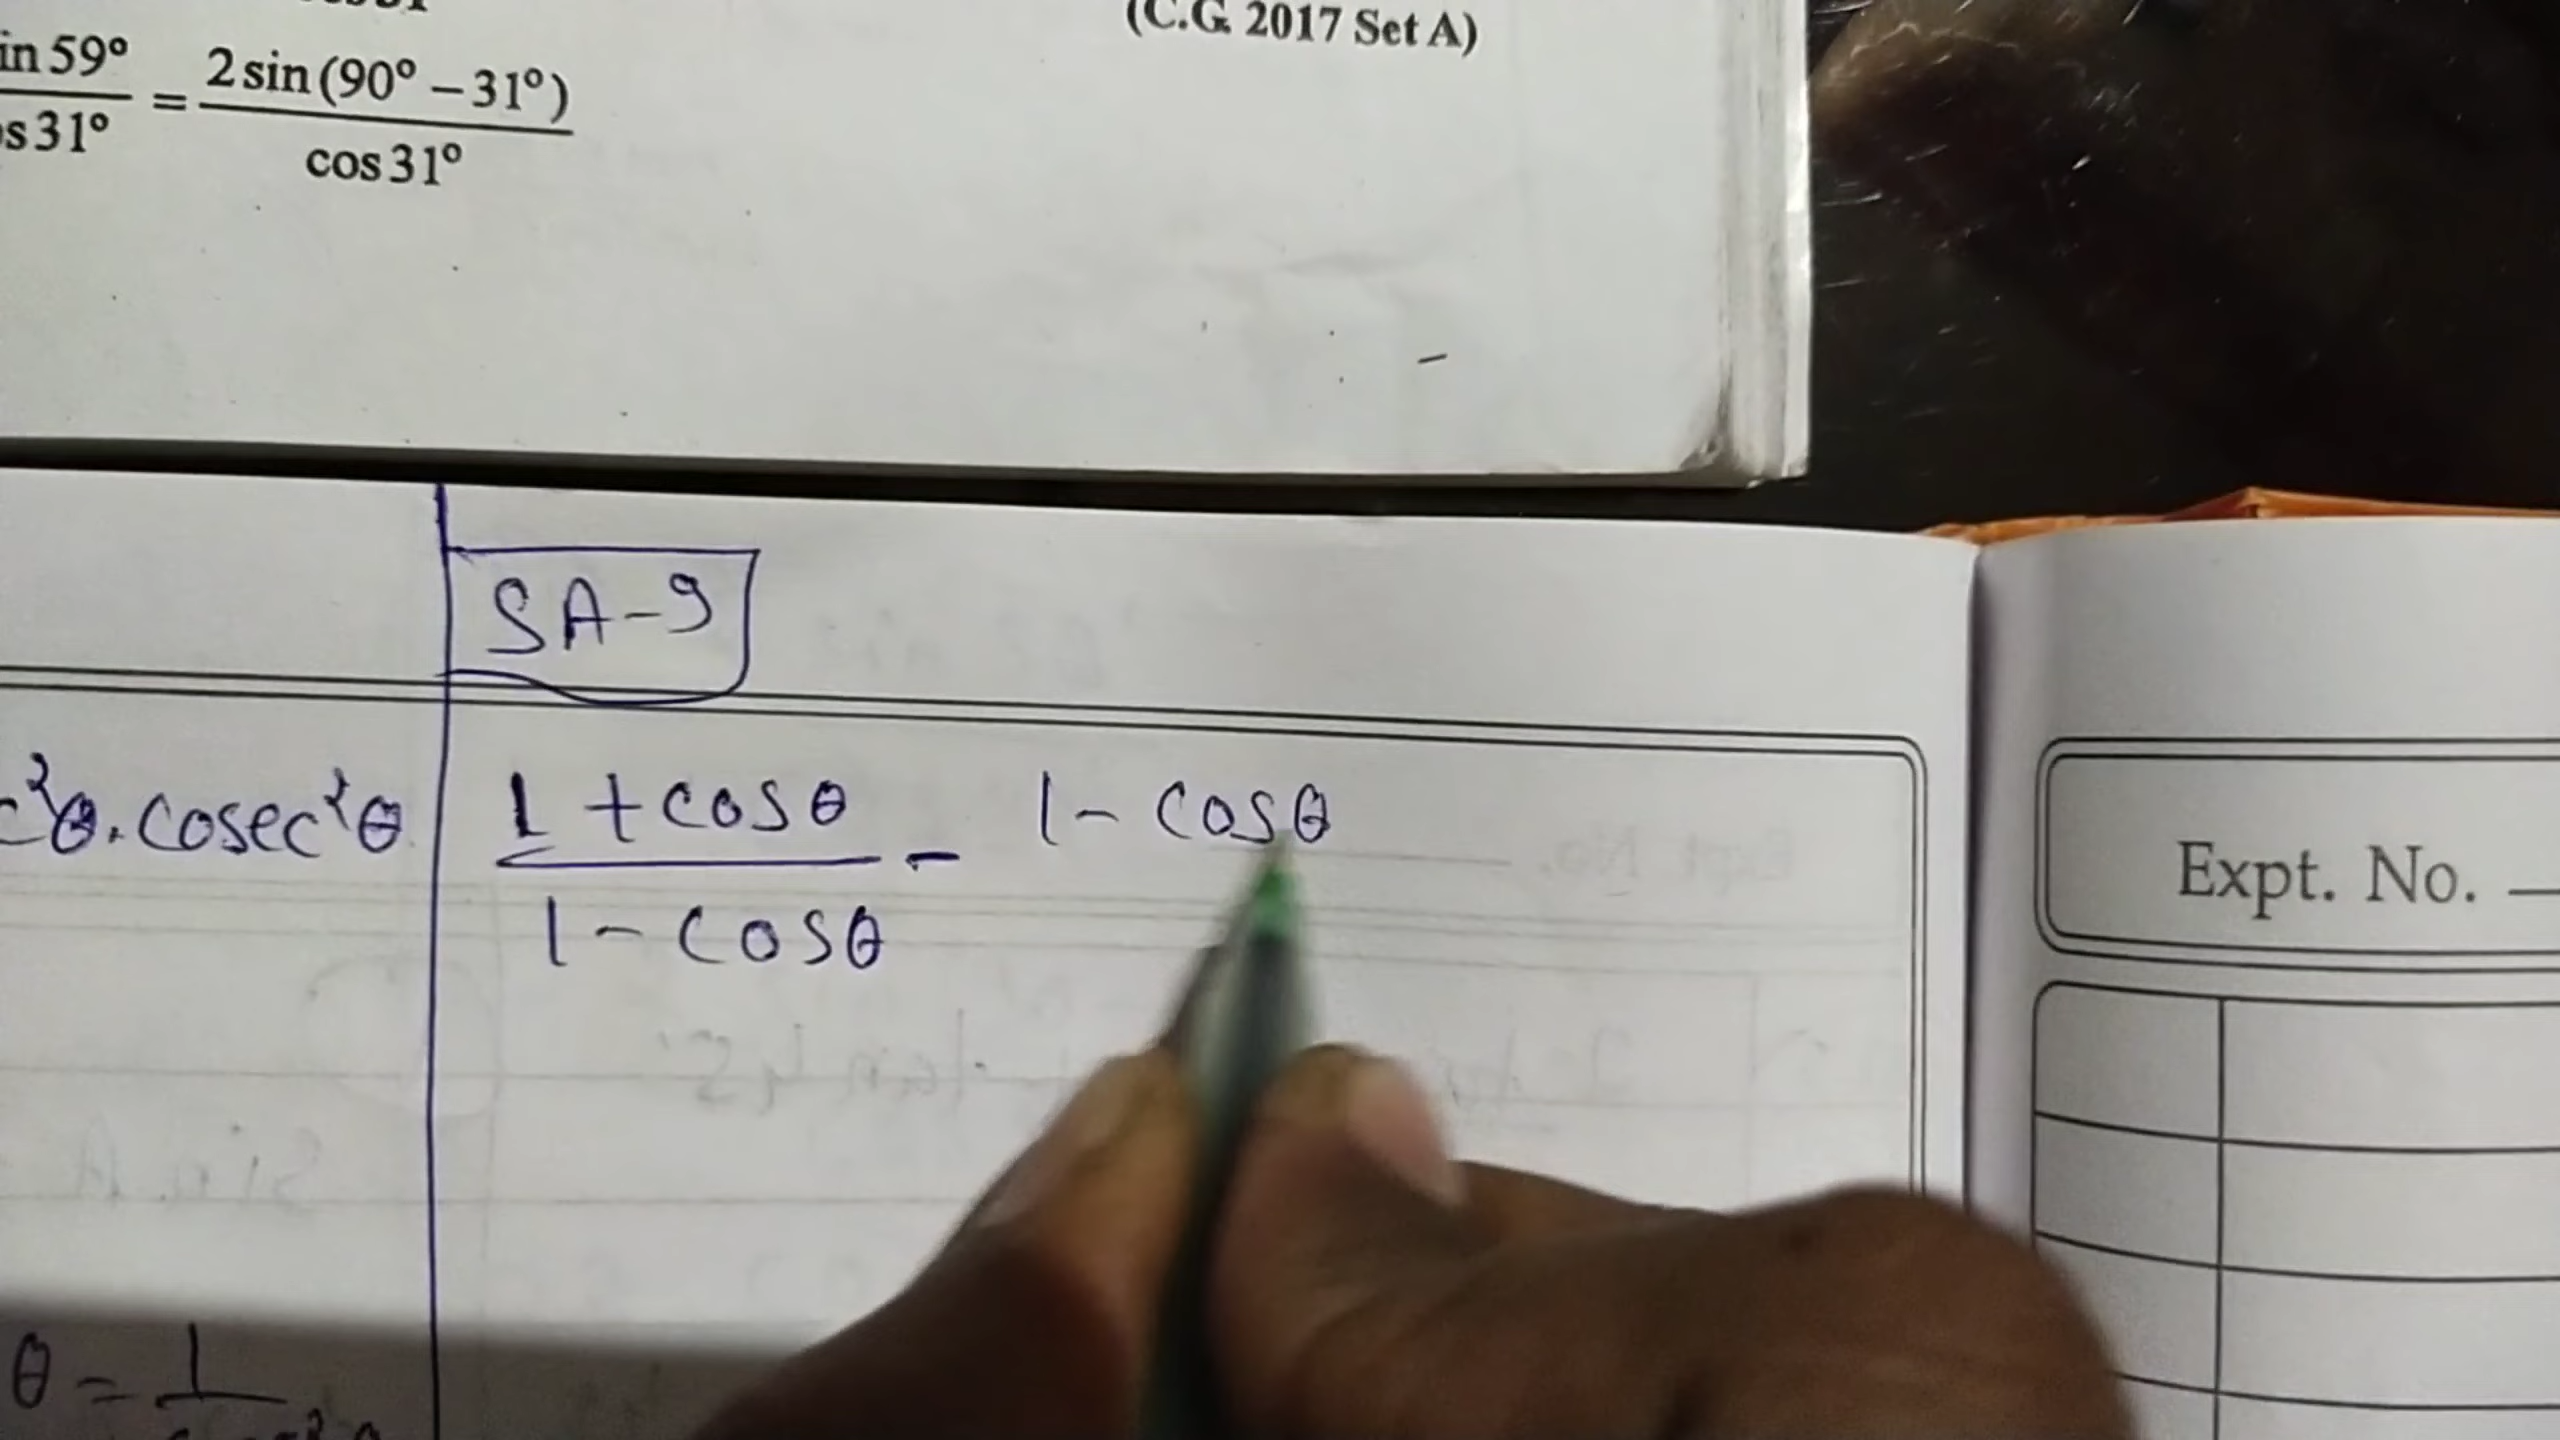 (C.G. 2017 Set A)
in 59° = 2 sin (90° – 31°)
s 31° cos 31°
SA-9
²θ . cosec²θ
1 + cosθ - 1 - cosθ
1 - cosθ
Expt. No.
θ = 1